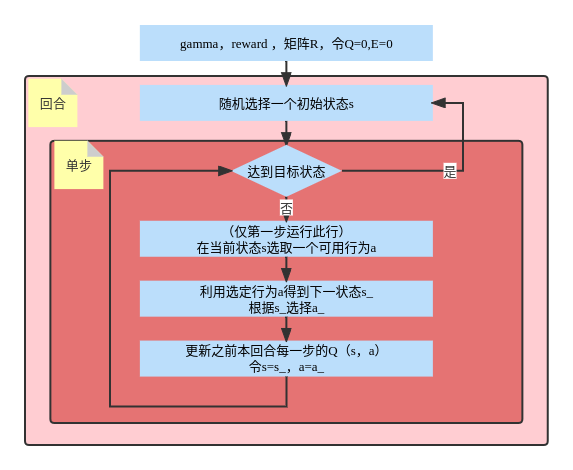 gamma，reward ，矩阵R，令Q=0,E=0
回合
随机选择一个初始状态s
单步
达到目标状态
是
否
（仅第一步运行此行）
在当前状态s选取一个可用行为a
利用选定行为a得到下一状态s_
根据s_选择a_
更新之前本回合每一步的Q（s，a）
令s=s_，a=a_